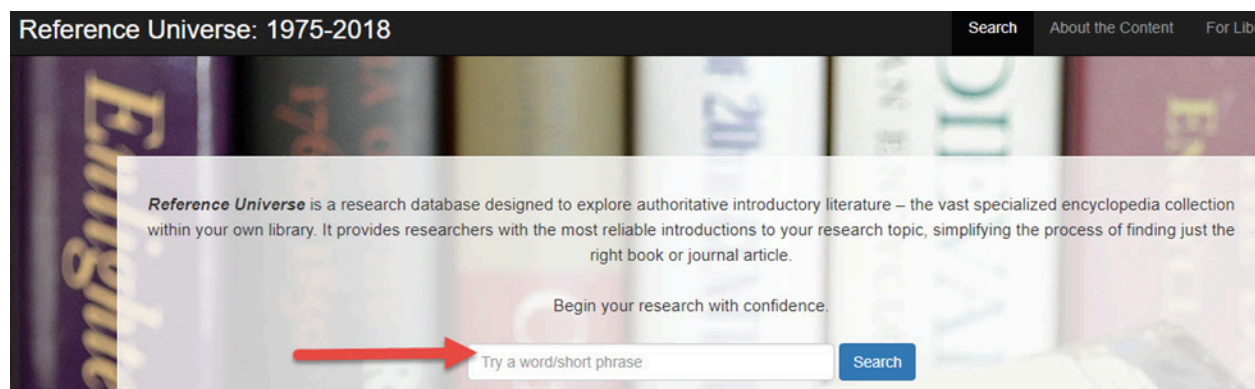 Reference Universe: 1975-2018
Search About the Content For
Reference Universe is a research database designed to explore authoritative introductory literature – the vast specialized encyclopedia collection
within your own library. It provides researchers with the most reliable introductions to your research topic, simplifying the process of finding just the
right book or journal article.
Begin your research with confidence.
Try a word/short phrase
Search